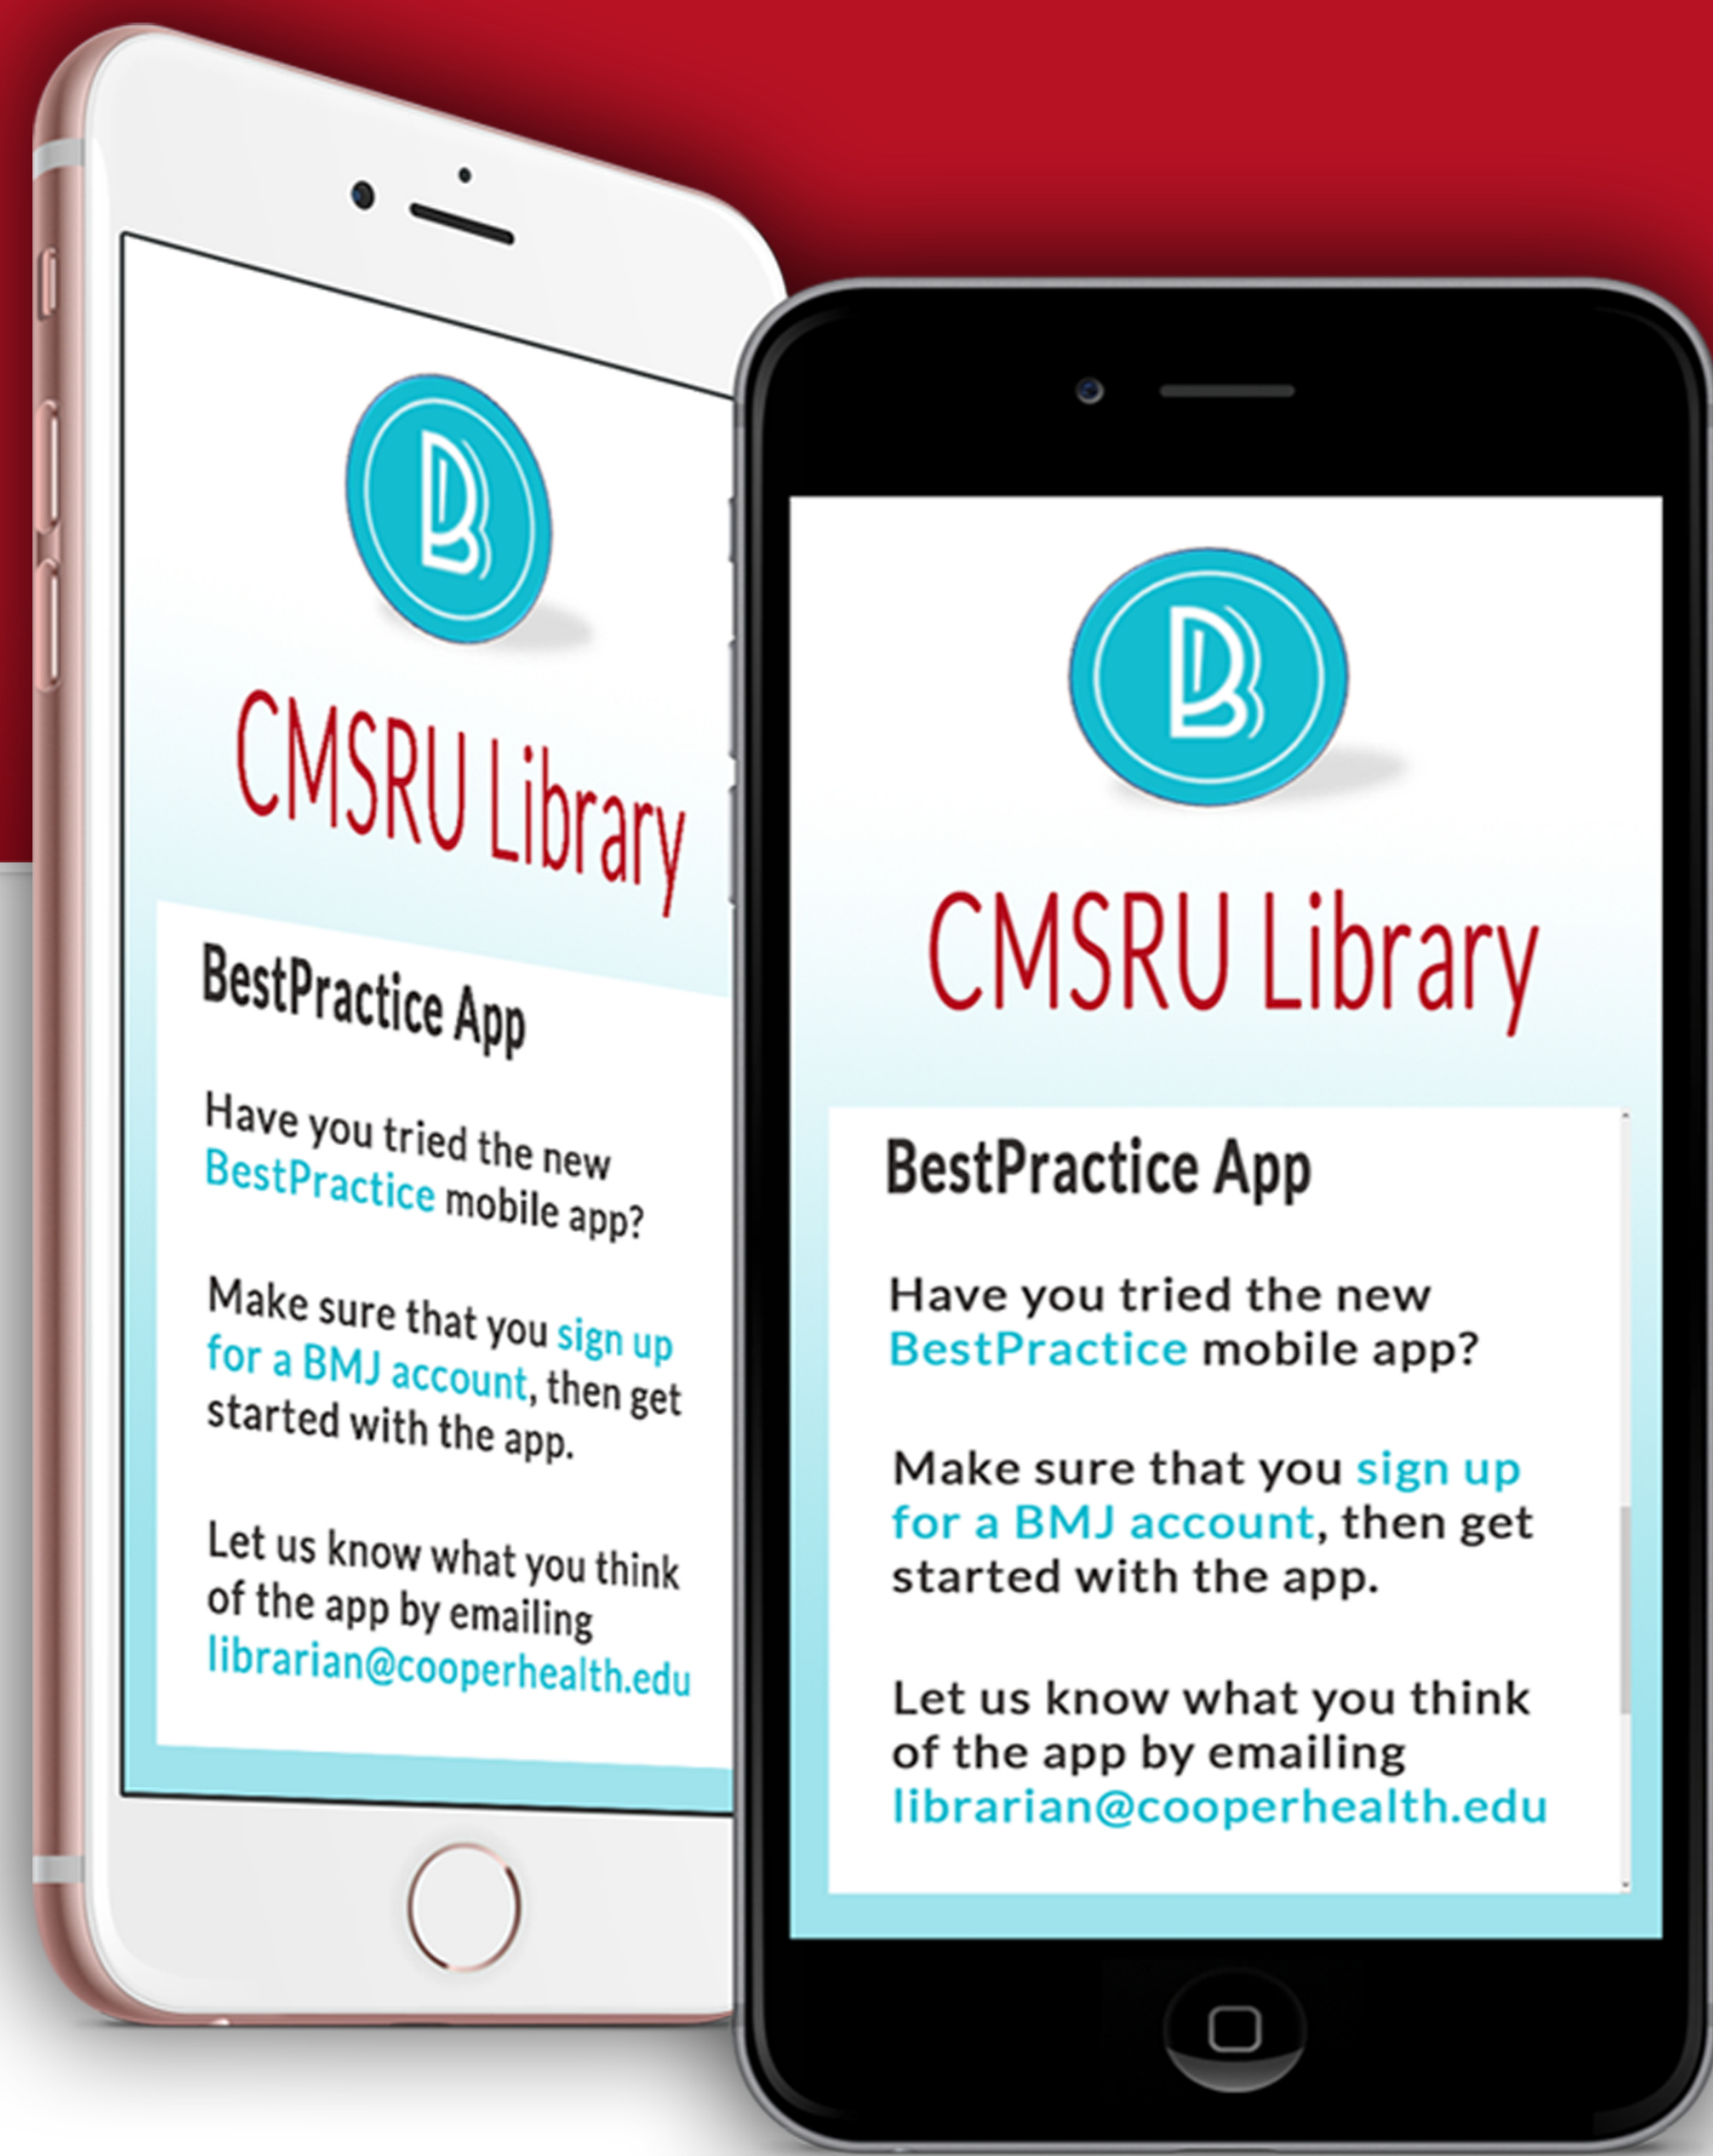 B
CMSRU Library
BestPractice App
Have you tried the new
BestPractice mobile app?
Make sure that you sign up
for a BMJ account, then get
started with the app.
Let us know what you think
of the app by emailing
librarian@cooperhealth.edu
B
CMSRU Library
BestPractice App
Have you tried the new
BestPractice mobile app?
Make sure that you sign up
for a BMJ account, then get
started with the app.
Let us know what you think
of the app by emailing
librarian@cooperhealth.edu